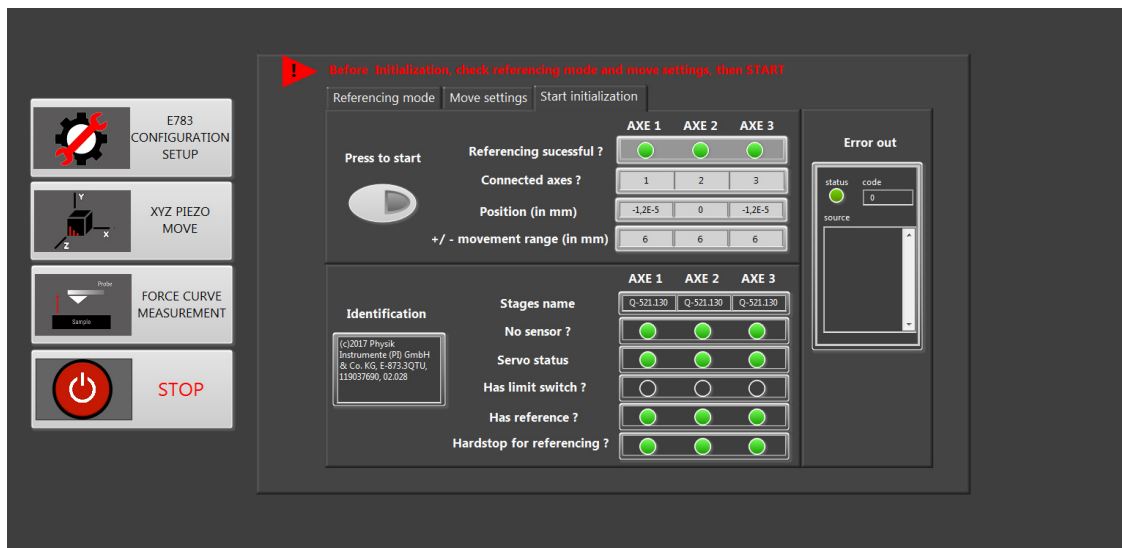 ! Before Initialization, check referencing mode and move settings, then START
Referencing mode Move settings Start initialization
E783
CONFIGURATION
SETUP
XYZ PIEZO
MOVE
Y
X
Z
FORCE CURVE
MEASUREMENT
Probe
Sample
STOP
Press to start
AXE 1 AXE 2 AXE 3
Referencing sucessful ?
Connected axes ? 1 2 3
Position (in mm) -1,2E-5 0 -1,2E-5
+/ - movement range (in mm) 6 6 6
Identification
(c)2017 Physik
Instrumente (PI) GmbH
& Co. KG, E-873.3QTU,
119037690, 02.028
AXE 1 AXE 2 AXE 3
Stages name Q-521.130 Q-521.130 Q-521.130
No sensor ?
Servo status
Has limit switch ?
Has reference ?
Hardstop for referencing ?
Error out
status code
0
source